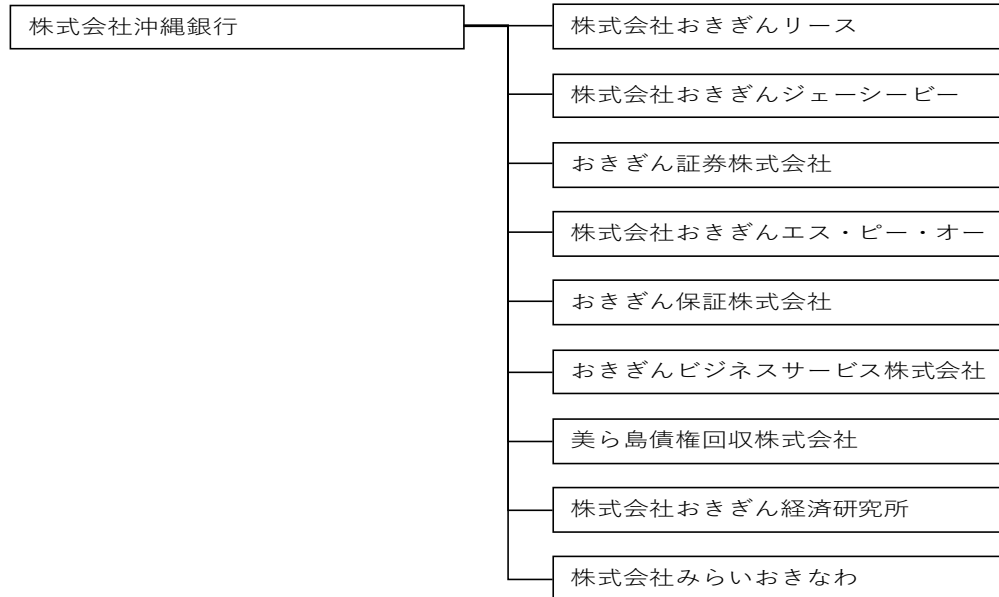 株式会社沖縄銀行
株式会社おきぎんリース
株式会社おきぎんジェーシービー
おきぎん証券株式会社
株式会社おきぎんエス・ピー・オー
おきぎん保証株式会社
おきぎんビジネスサービス株式会社
美ら島債権回収株式会社
株式会社おきぎん経済研究所
株式会社みらいおきなわ